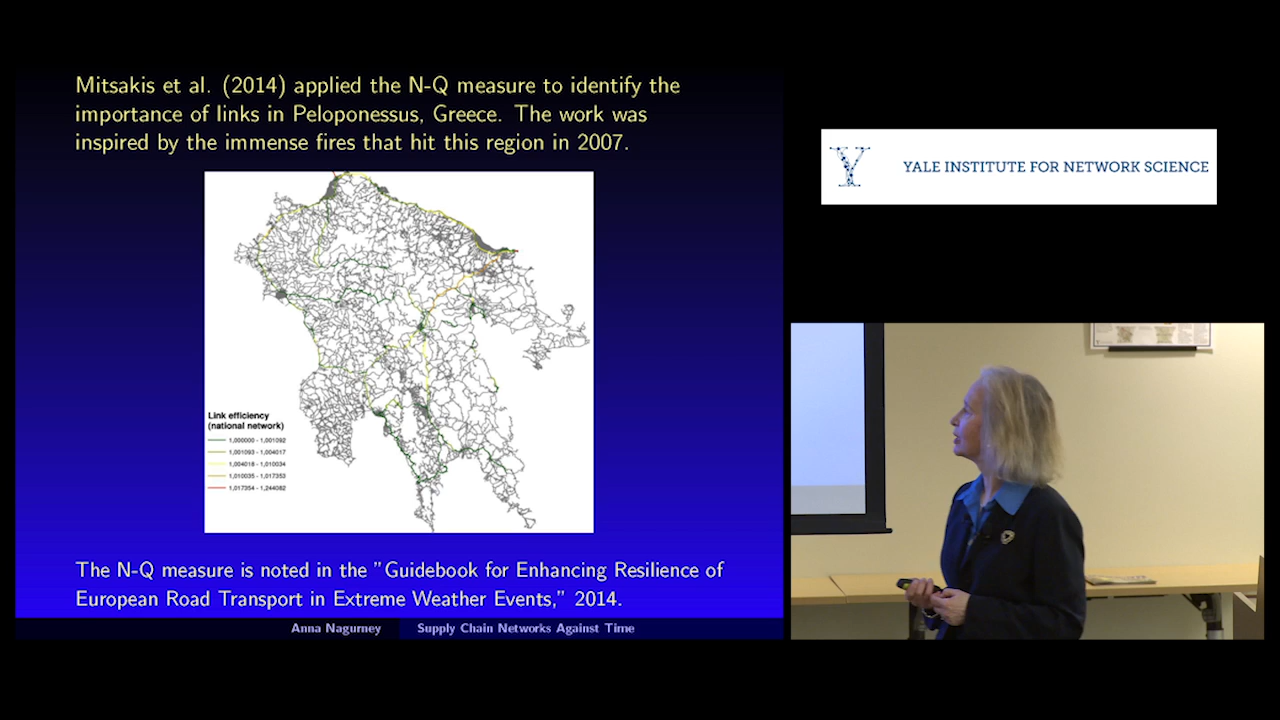 Mitsakis et al. (2014) applied the N-Q measure to identify the
importance of links in Peloponessus, Greece. The work was
inspired by the immense fires that hit this region in 2007.
Link efficiency
(national network)
1,000000 - 1,001092
1,001093 - 1,004017
1,004018 - 1,010034
1,010035 - 1,017353
1,017354 - 1,244082
The N-Q measure is noted in the "Guidebook for Enhancing Resilience of
European Road Transport in Extreme Weather Events," 2014.
Anna Nagurney Supply Chain Networks Against Time
YALE INSTITUTE FOR NETWORK SCIENCE